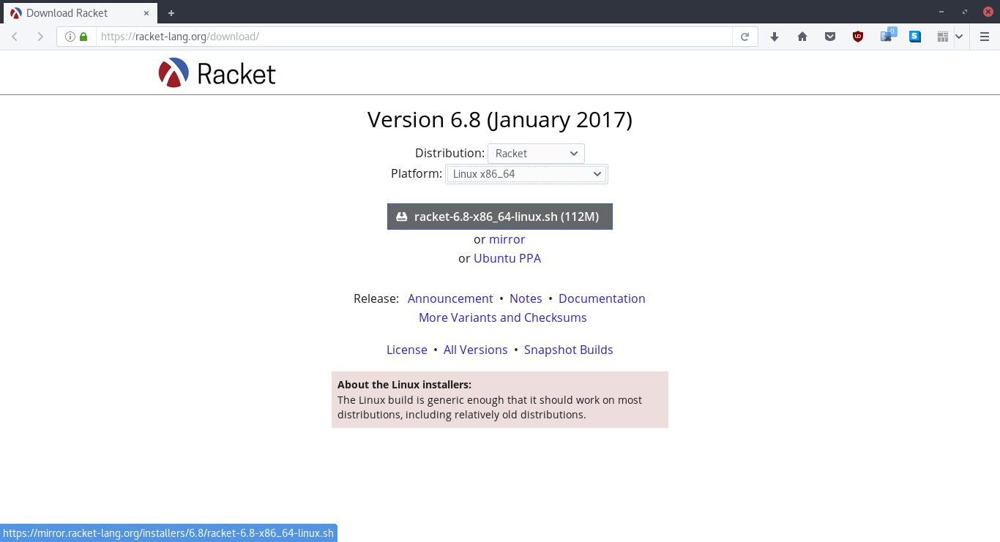 Download Racket
https://racket-lang.org/download/
0
S
Racket
Version 6.8 (January 2017)
Distribution: Racket
Platform: Linux x86_64
racket-6.8-x86_64-linux.sh (112M)
or mirror
or Ubuntu PPA
Release: Announcement • Notes • Documentation
More Variants and Checksums
License • All Versions • Snapshot Builds
About the Linux installers:
The Linux build is generic enough that it should work on most
distributions, including relatively old distributions.
https://mirror.racket-lang.org/installers/6.8/racket-6.8-x86_64-linux.sh